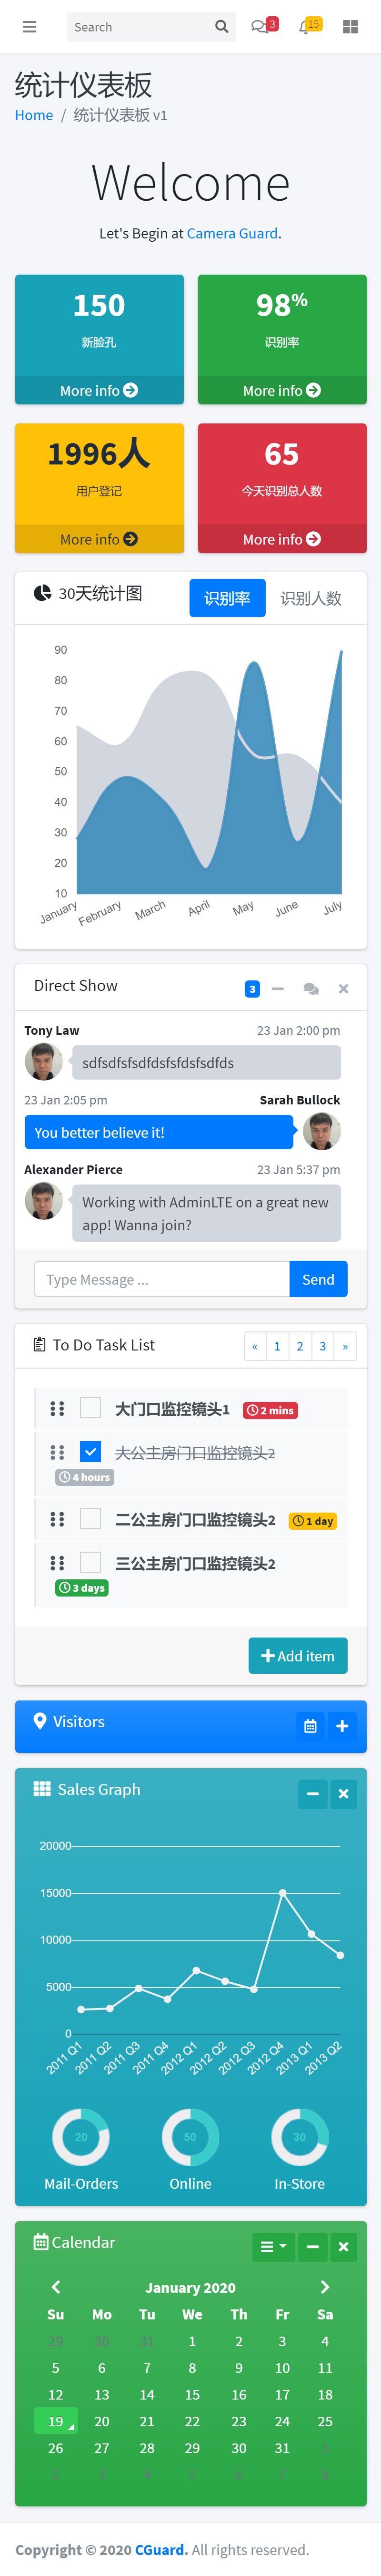 Search
3
15
统计仪表板
Home / 统计仪表板 v1
Welcome
Let's Begin at Camera Guard.
150
新脸孔
More info
98%
识别率
More info
1996人
用户登记
More info
65
今天识别总人数
More info
30天统计图
识别率 识别人数
90
80
70
60
50
40
30
20
10
January February March April May June July
Direct Show 3
Tony Law 23 Jan 2:00 pm
sdfsdfsfsdfdsfsfdsfsdfds
23 Jan 2:05 pm Sarah Bullock
You better believe it!
Alexander Pierce 23 Jan 5:37 pm
Working with AdminLTE on a great new
app! Wanna join?
Type Message ... Send
To Do Task List « 1 2 3 »
大门口监控镜头1 2 mins
大公主房门口监控镜头2
4 hours
二公主房门口监控镜头2 1 day
三公主房门口监控镜头2
3 days
Add item
Visitors
Sales Graph
20000
15000
10000
5000
0
2011 Q1 2011 Q2 2011 Q3 2011 Q4 2012 Q1 2012 Q2 2012 Q3 2012 Q4 2013 Q1 2013 Q2
20 50 30
Mail-Orders Online In-Store
Calendar
January 2020
Su Mo Tu We Th Fr Sa
29 30 31 1 2 3 4
5 6 7 8 9 10 11
12 13 14 15 16 17 18
19 20 21 22 23 24 25
26 27 28 29 30 31 1
2 3 4 5 6 7 8
Copyright © 2020 CGuard. All rights reserved.